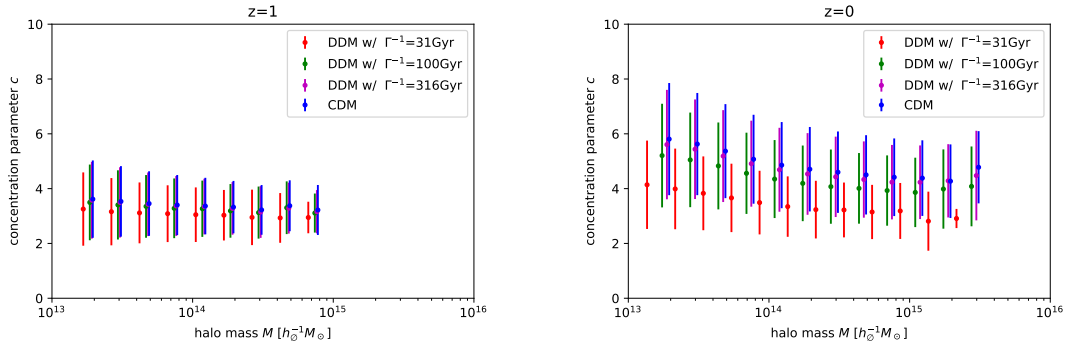 z=1
10
8
6
4
2
0
concentration parameter c
DDM w/ Γ⁻¹=31Gyr
DDM w/ Γ⁻¹=100Gyr
DDM w/ Γ⁻¹=316Gyr
CDM
10¹³ 10¹⁴ 10¹⁵ 10¹⁶
halo mass M [h∅⁻¹M⊙]
z=0
10
8
6
4
2
0
concentration parameter c
DDM w/ Γ⁻¹=31Gyr
DDM w/ Γ⁻¹=100Gyr
DDM w/ Γ⁻¹=316Gyr
CDM
10¹³ 10¹⁴ 10¹⁵ 10¹⁶
halo mass M [h∅⁻¹M⊙]